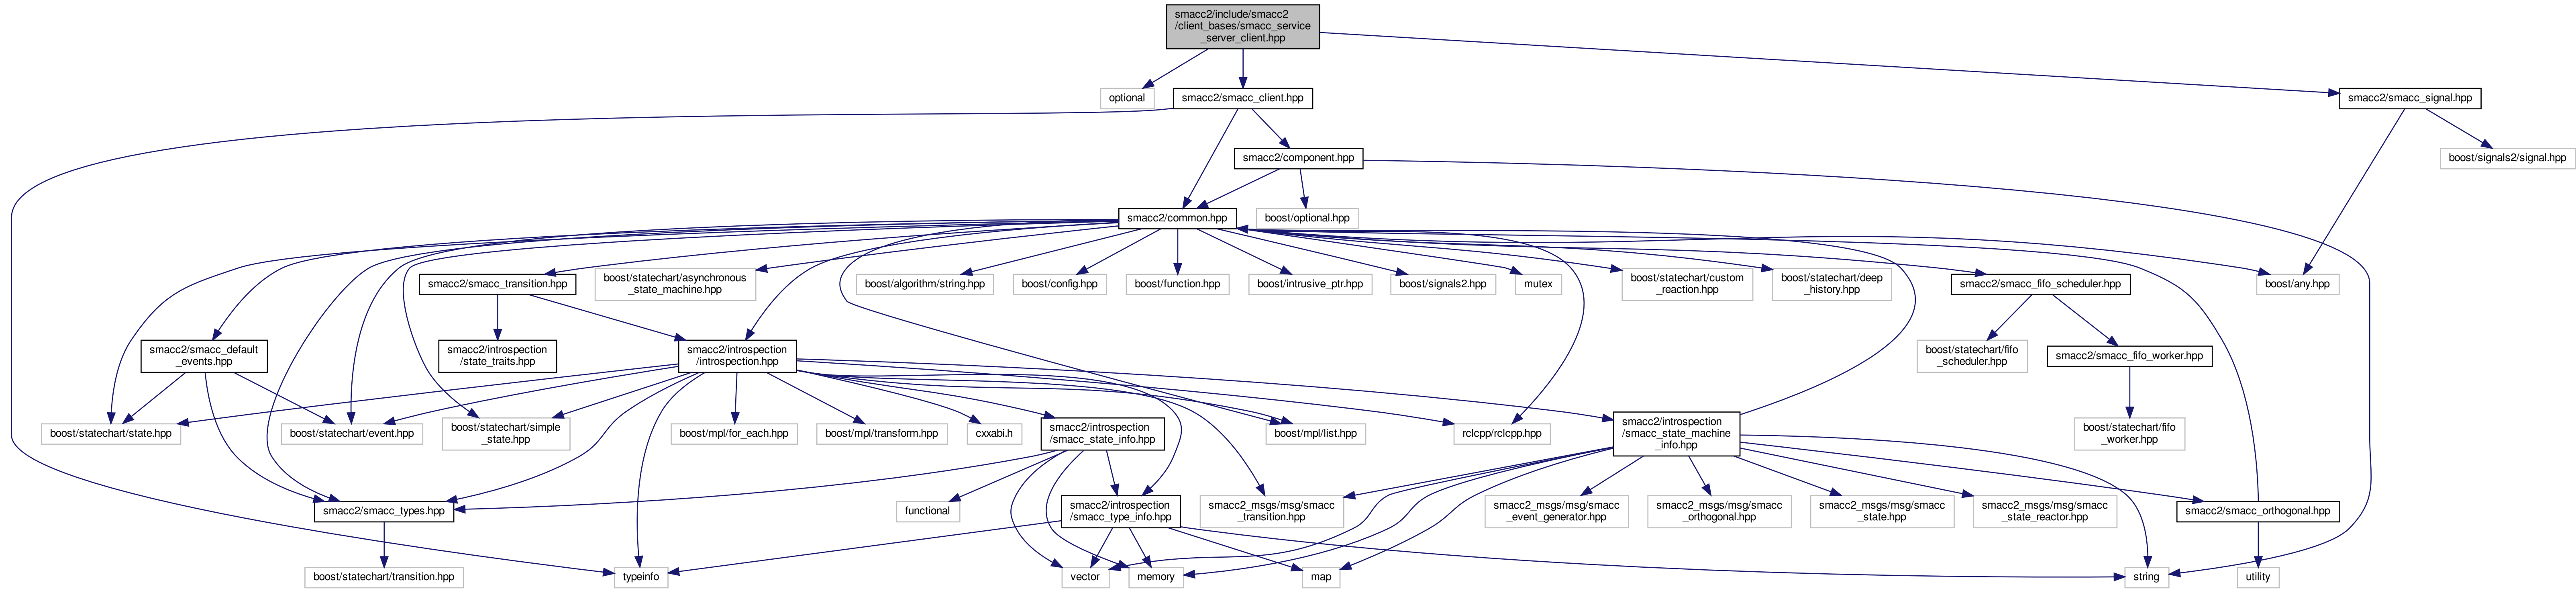 smacc2/include/smacc2
/client_bases/smacc_service
_server_client.hpp
optional
smacc2/smacc_client.hpp
smacc2/smacc_signal.hpp
smacc2/component.hpp
boost/signals2/signal.hpp
smacc2/common.hpp
boost/optional.hpp
smacc2/smacc_transition.hpp
boost/statechart/asynchronous
_state_machine.hpp
boost/algorithm/string.hpp
boost/config.hpp
boost/function.hpp
boost/intrusive_ptr.hpp
boost/signals2.hpp
mutex
boost/statechart/custom
_reaction.hpp
boost/statechart/deep
_history.hpp
smacc2/smacc_fifo_scheduler.hpp
boost/any.hpp
smacc2/smacc_default
_events.hpp
smacc2/introspection
/state_traits.hpp
smacc2/introspection
/introspection.hpp
boost/statechart/fifo
_scheduler.hpp
smacc2/smacc_fifo_worker.hpp
boost/statechart/state.hpp
boost/statechart/event.hpp
boost/statechart/simple
_state.hpp
boost/mpl/for_each.hpp
boost/mpl/transform.hpp
cxxabi.h
smacc2/introspection
/smacc_state_info.hpp
boost/mpl/list.hpp
rclcpp/rclcpp.hpp
smacc2/introspection
/smacc_state_machine
_info.hpp
boost/statechart/fifo
_worker.hpp
smacc2/smacc_types.hpp
functional
smacc2/introspection
/smacc_type_info.hpp
smacc2_msgs/msg/smacc
_transition.hpp
smacc2_msgs/msg/smacc
_event_generator.hpp
smacc2_msgs/msg/smacc
_orthogonal.hpp
smacc2_msgs/msg/smacc
_state.hpp
smacc2_msgs/msg/smacc
_state_reactor.hpp
smacc2/smacc_orthogonal.hpp
boost/statechart/transition.hpp
typeinfo
vector
memory
map
string
utility